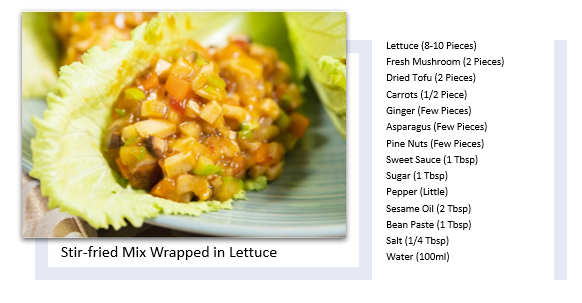 Lettuce (8-10 Pieces)
Fresh Mushroom (2 Pieces)
Dried Tofu (2 Pieces)
Carrots (1/2 Piece)
Ginger (Few Pieces)
Asparagus (Few Pieces)
Pine Nuts (Few Pieces)
Sweet Sauce (1 Tbsp)
Sugar (1 Tbsp)
Pepper (Little)
Sesame Oil (2 Tbsp)
Bean Paste (1 Tbsp)
Salt (1/4 Tbsp)
Water (100ml)
Stir-fried Mix Wrapped in Lettuce